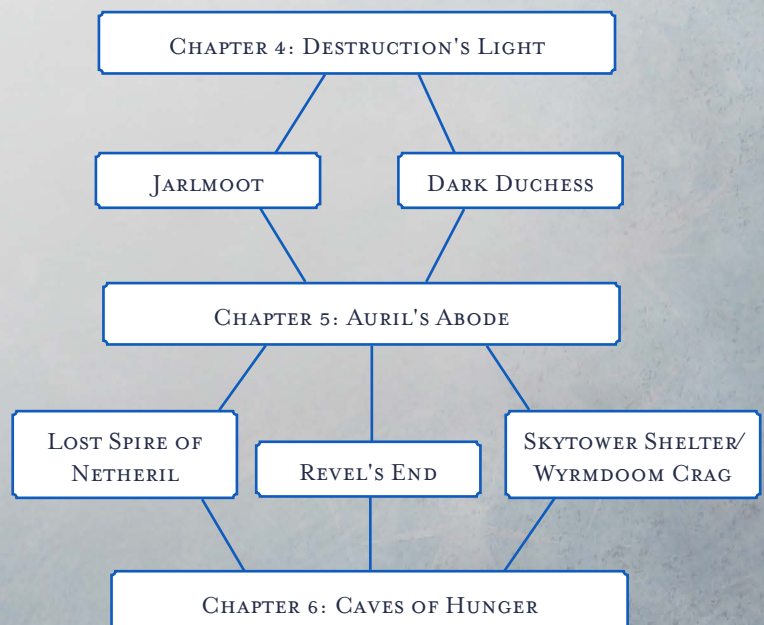 Chapter 4: Destruction's Light
Jarlmoot
Dark Duchess
Chapter 5: Auril's Abode
Lost Spire of
Netheril
Revel's End
Skytower Shelter/
Wyrmdoom Crag
Chapter 6: Caves of Hunger